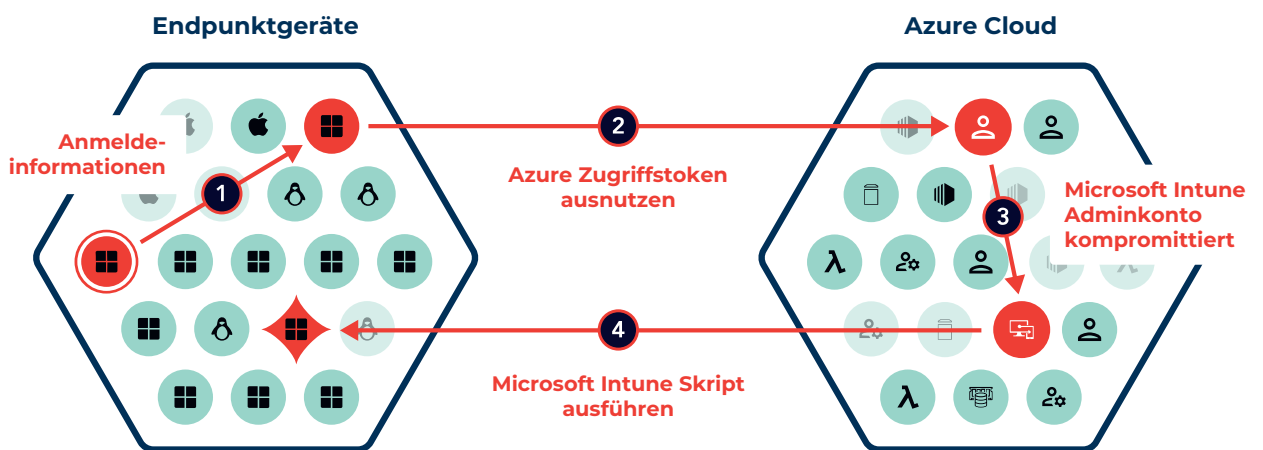 Endpunktgeräte
Azure Cloud
Anmelde-
informationen
1
2
Azure Zugriffstoken
ausnutzen
3
Microsoft Intune
Adminkonto
kompromittiert
4
Microsoft Intune Skript
ausführen
λ
λ
λ